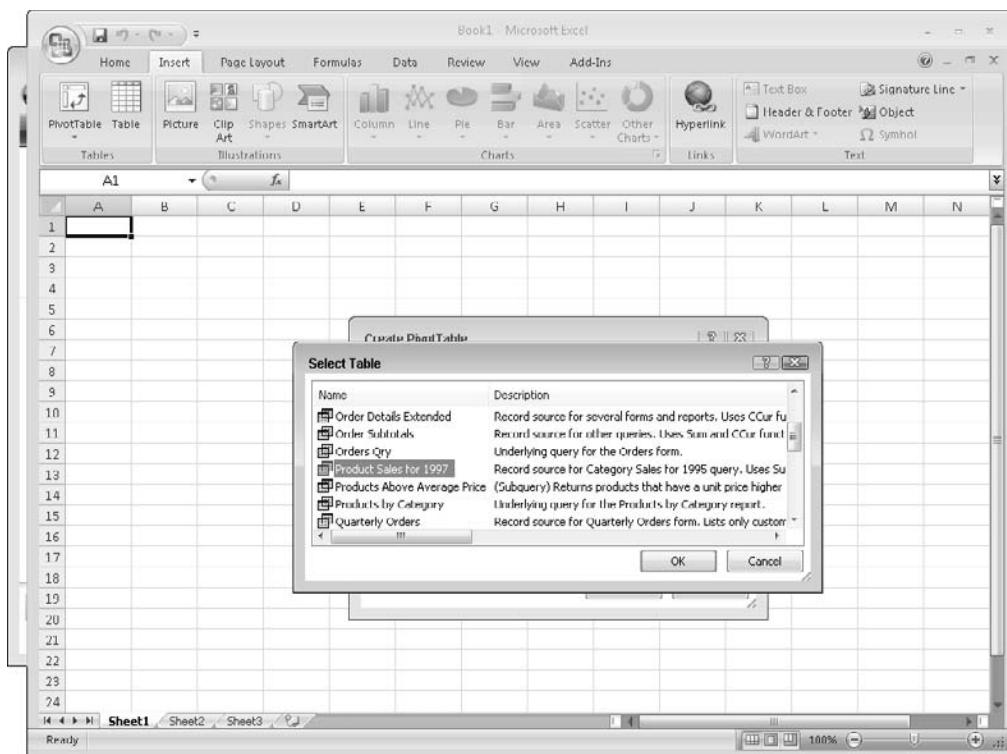 Book1 - Microsoft Excel
Home Insert Page Layout Formulas Data Review View Add-Ins
PivotTable Table Picture Clip Art Shapes SmartArt Column Line Pie Bar Area Scatter Other Charts Hyperlink Text Box Header & Footer WordArt Signature Line Object Symbol
Tables Illustrations Charts Links Text
A1 fx
A B C D E F G H I J K L M N
1
2
3
4
5
6
7
8
9
10
11
12
13
14
15
16
17
18
19
20
21
22
23
24
Create PivotTable
Select Table
Name Description
Order Details Extended Record source for several forms and reports. Uses CCur fu
Order Subtotals Record source for other queries. Uses Sum and CCur funct
Orders Qry Underlying query for the Orders form.
Product Sales for 1997 Record source for Category Sales for 1995 query. Uses Su
Products Above Average Price (Subquery) Returns products that have a unit price higher
Products by Category Underlying query for the Products by Category report.
Quarterly Orders Record source for Quarterly Orders form. Lists only custom
OK Cancel
Sheet1 Sheet2 Sheet3
Ready 100%